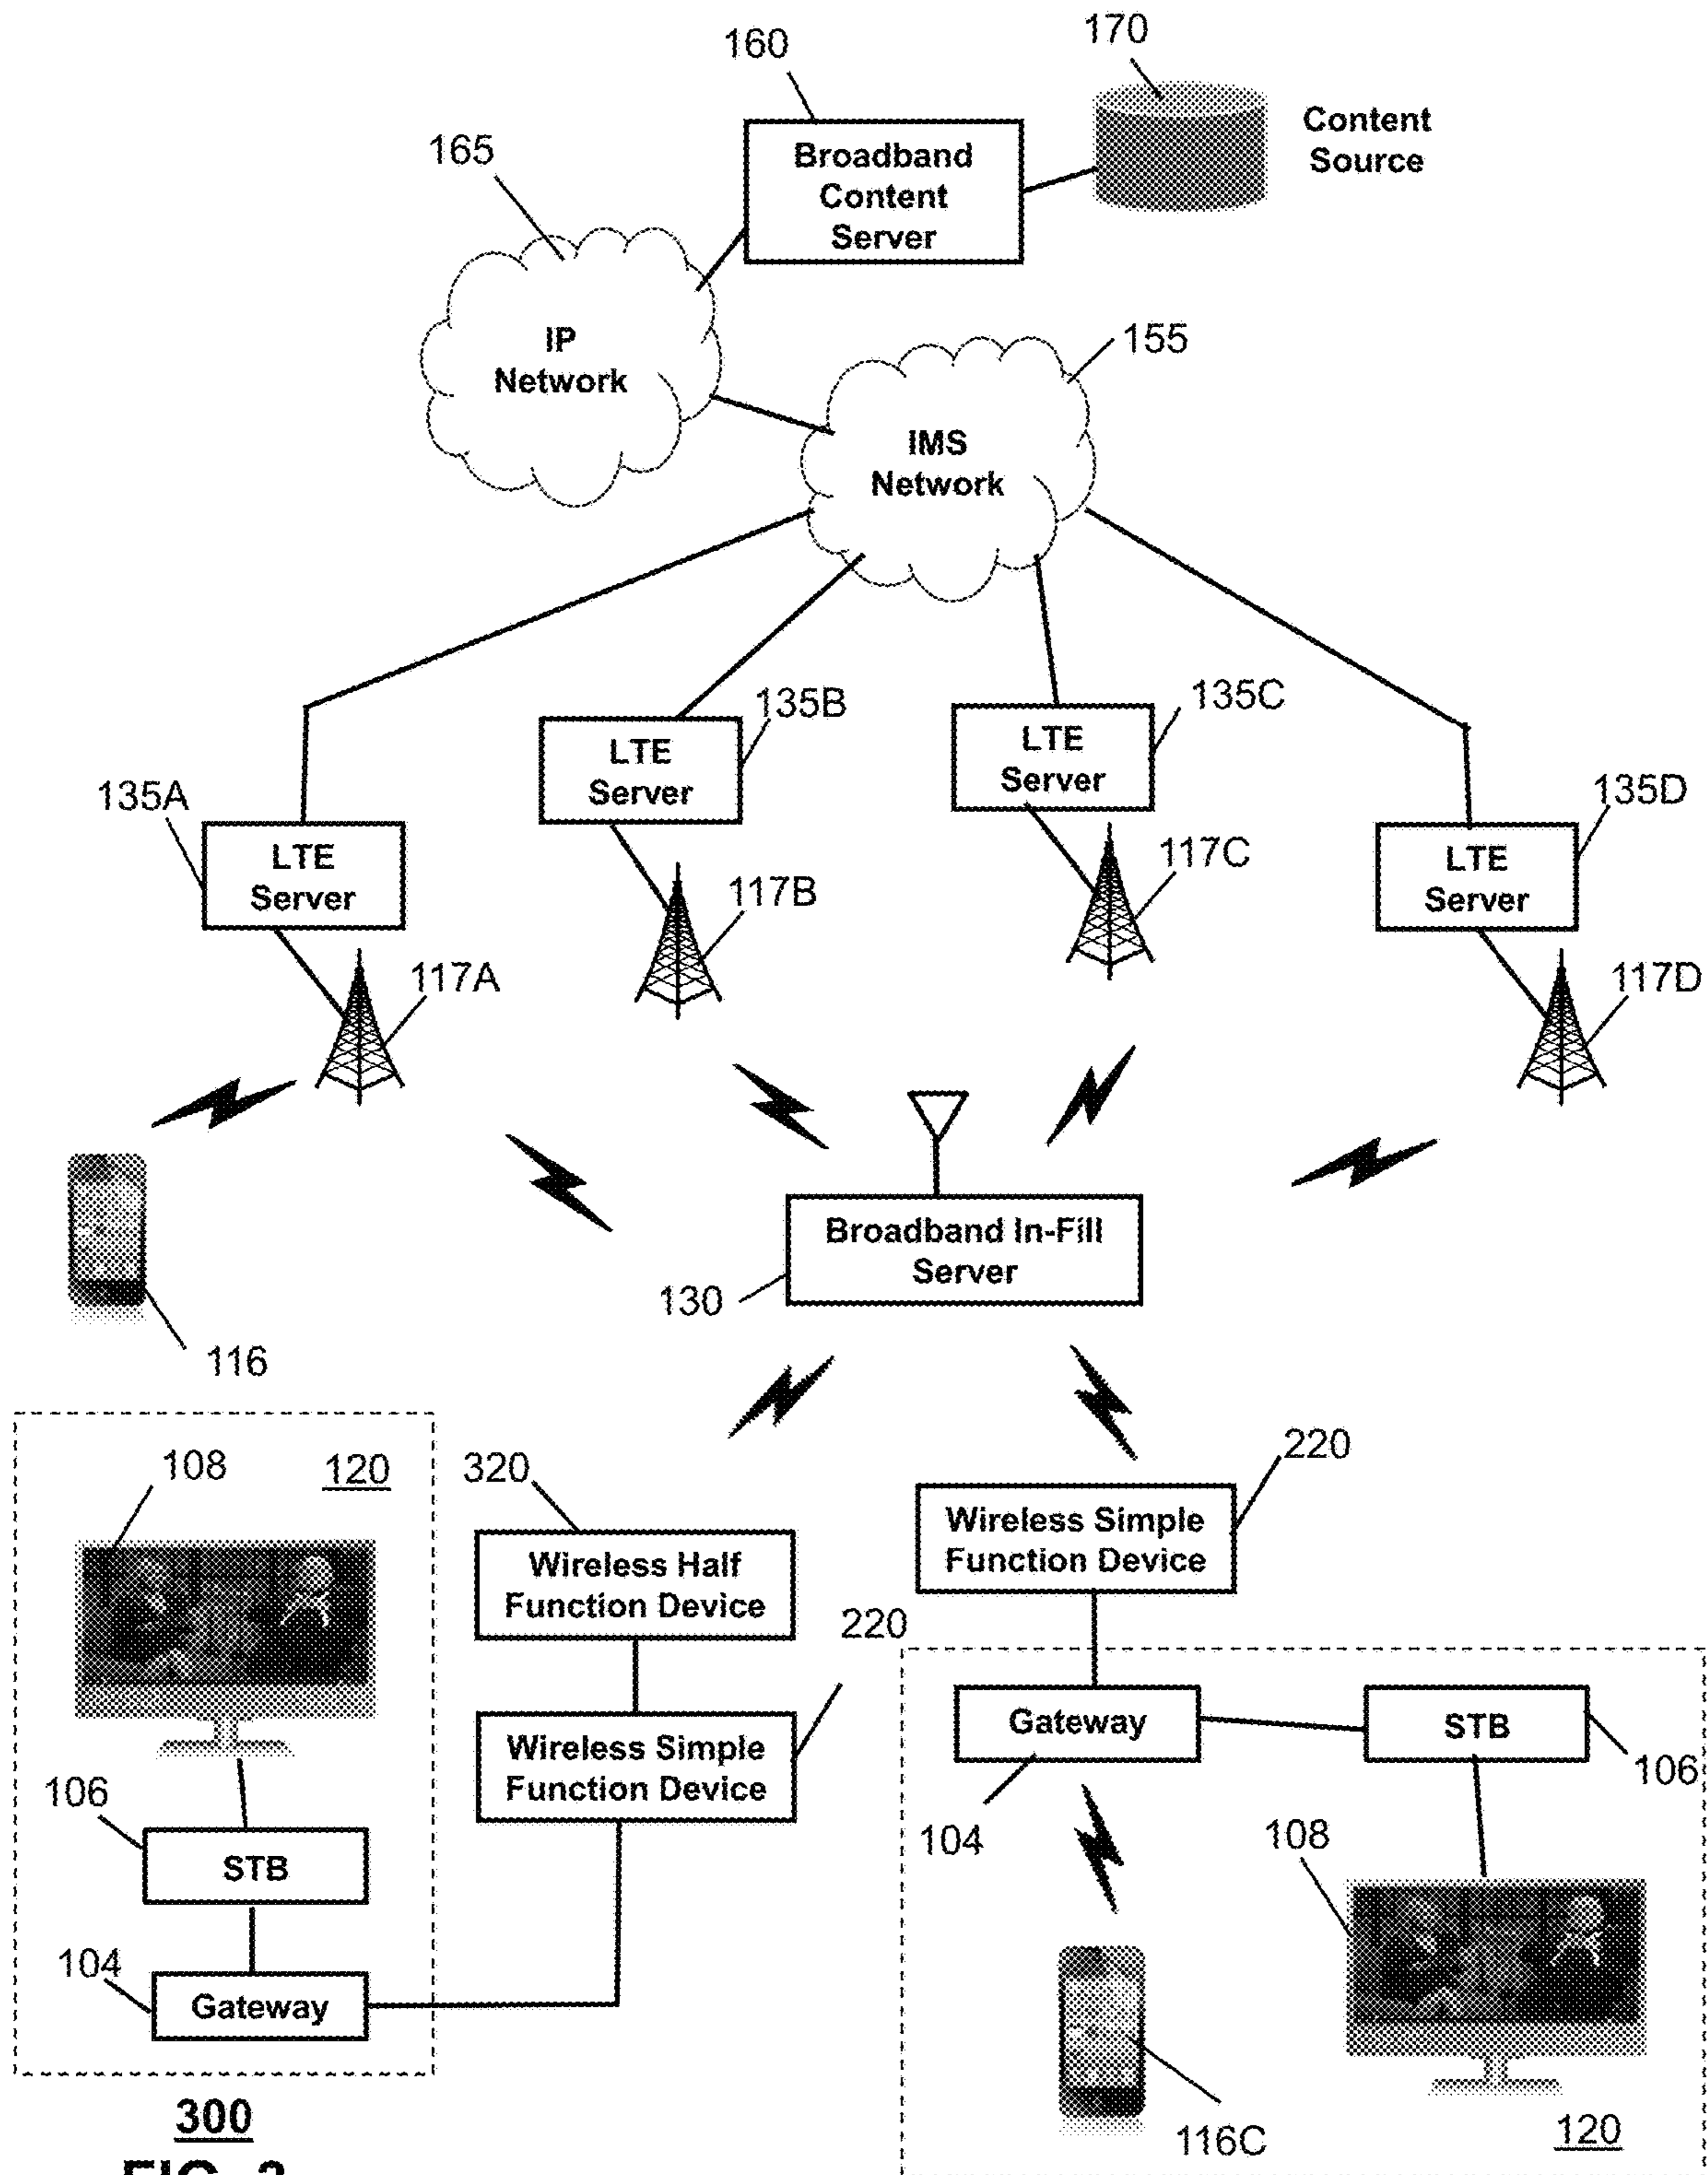 160
170
Content
Source
Broadband
Content
Server
165
IP
Network
155
IMS
Network
135B
135C
LTE
Server
LTE
Server
135A
135D
LTE
Server
LTE
Server
117B
117C
117A
117D
Broadband In-Fill
Server
130
116
108
120
320
220
Wireless Simple
Function Device
Wireless Half
Function Device
220
Gateway
STB
Wireless Simple
Function Device
106
106
104
108
STB
104
Gateway
300
116C
120
FIG. 3